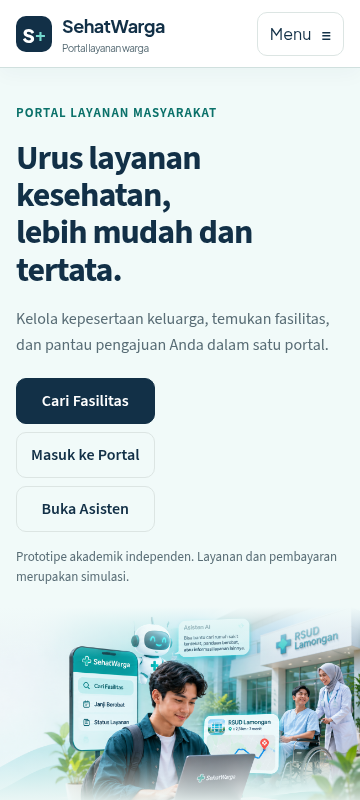 S+
SehatWarga
Portal layanan warga
Menu ≡
PORTAL LAYANAN MASYARAKAT
Urus layanan
kesehatan,
lebih mudah dan
tertata.
Kelola kepesertaan keluarga, temukan fasilitas,
dan pantau pengajuan Anda dalam satu portal.
Cari Fasilitas
Masuk ke Portal
Buka Asisten
Prototipe akademik independen. Layanan dan pembayaran
merupakan simulasi.
Asisten AI
SehatWarga
Cari Fasilitas
Janji Berobat
Status Layanan
RSUD
Lamongan
RSUD Lamongan
SehatWarga